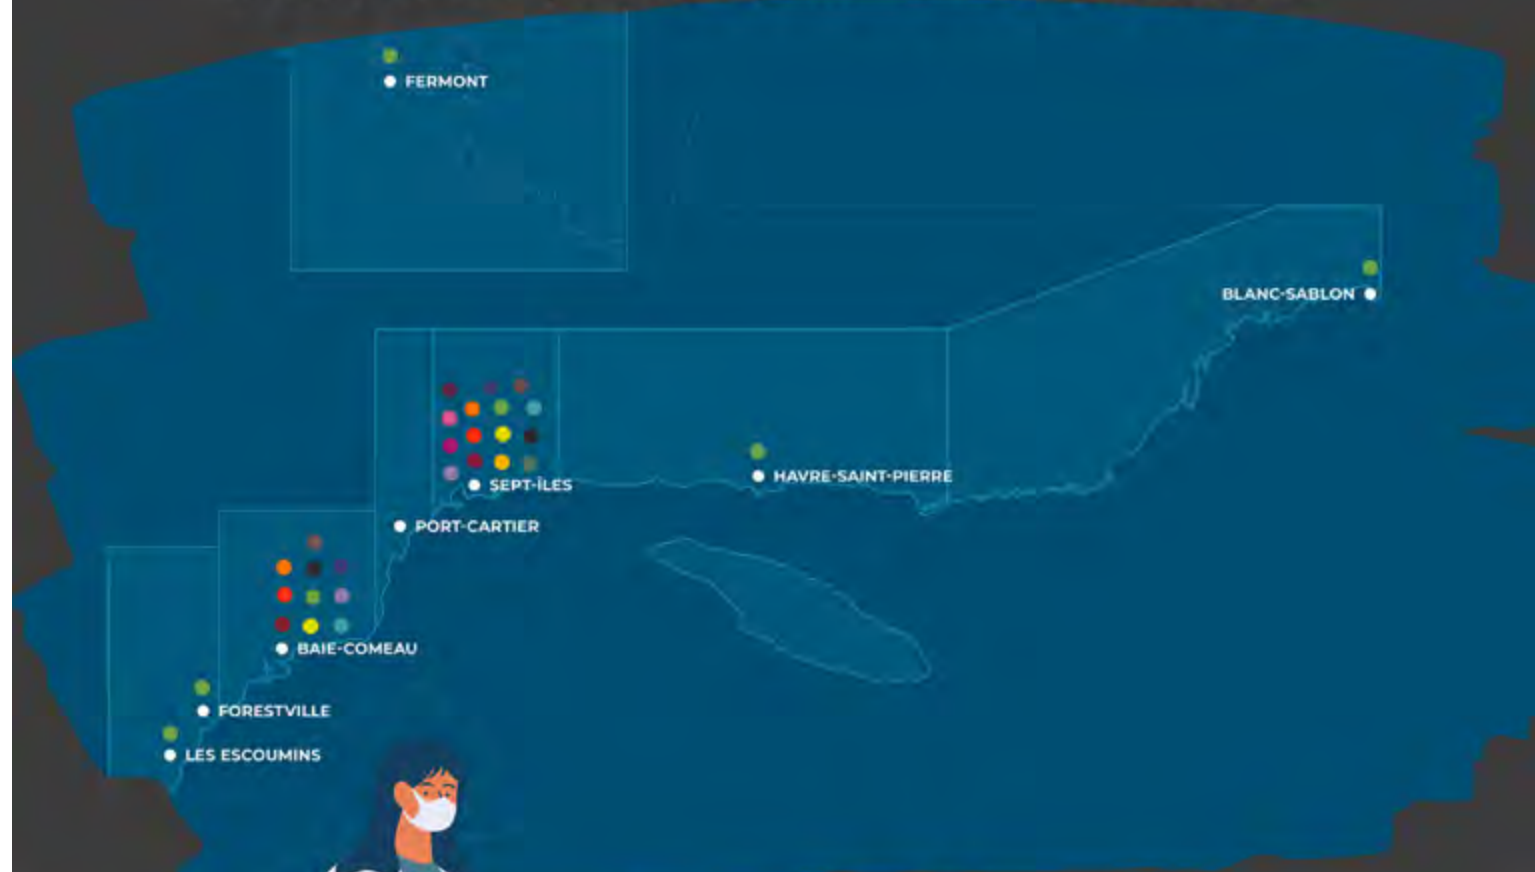 FERMONT
BLANC-SABLON
SEPT-ÎLES
HAVRE-SAINT-PIERRE
PORT-CARTIER
BAIE-COMEAU
FORESTVILLE
LES ESCOUMINS